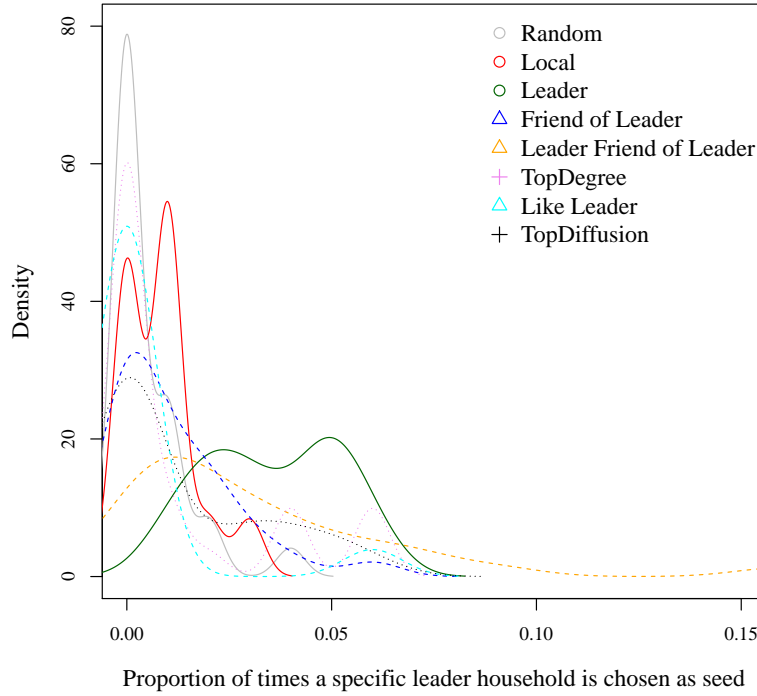 80
60
40
20
0
Density
Random
Local
Leader
Friend of Leader
Leader Friend of Leader
TopDegree
Like Leader
TopDiffusion
0.00 0.05 0.10 0.15
Proportion of times a specific leader household is chosen as seed